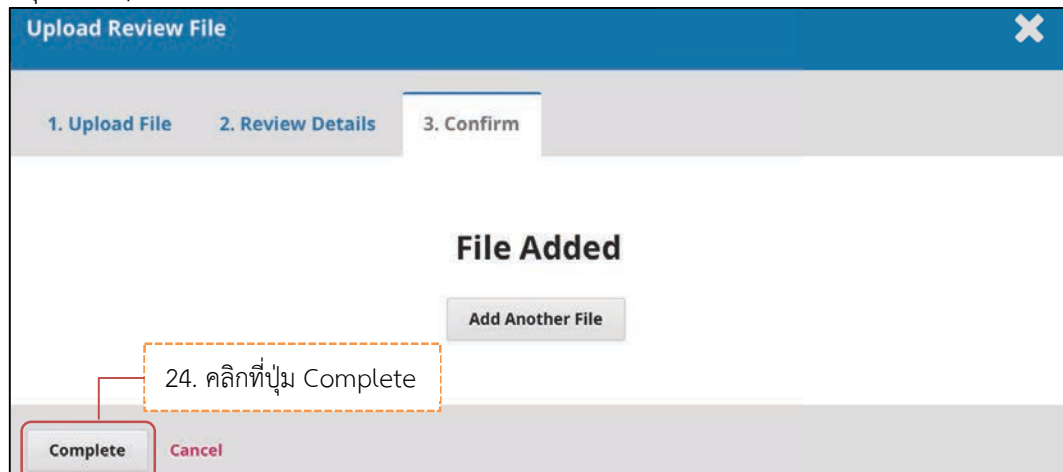 Upload Review File
1. Upload File 2. Review Details 3. Confirm
File Added
Add Another File
24. คลิกที่ปุ่ม Complete
Complete Cancel